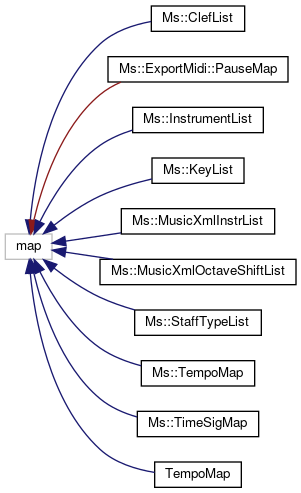 Ms::ClefList
Ms::ExportMidi::PauseMap
Ms::InstrumentList
Ms::KeyList
Ms::MusicXmlInstrList
map
Ms::MusicXmlOctaveShiftList
Ms::StaffTypeList
Ms::TempoMap
Ms::TimeSigMap
TempoMap